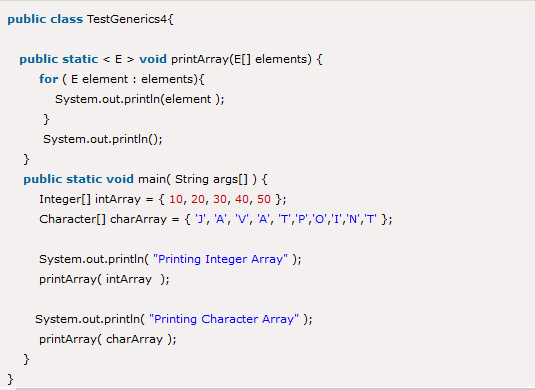 public class TestGenerics4{
public static < E > void printArray(E[] elements) {
for ( E element : elements){
System.out.println(element );
}
System.out.println();
}
public static void main( String args[] ) {
Integer[] intArray = { 10, 20, 30, 40, 50 };
Character[] charArray = { 'J', 'A', 'V', 'A', 'T','P','O','I','N','T' };
System.out.println( "Printing Integer Array" );
printArray( intArray  );
System.out.println( "Printing Character Array" );
printArray( charArray );
}
}